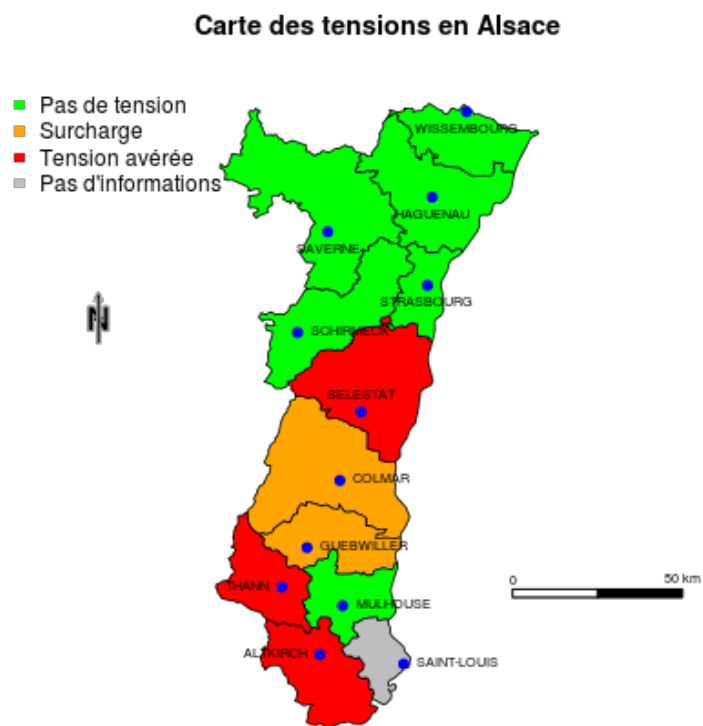 Carte des tensions en Alsace
Pas de tension
Surcharge
Tension avérée
Pas d'informations
WISSEMBOURG
HAGUENAU
SAVERNE
STRASBOURG
SCHIRMECK
N
SELESTAT
COLMAR
GUEBWILLER
THANN
0 50 km
MULHOUSE
ALTKIRCH
SAINT-LOUIS